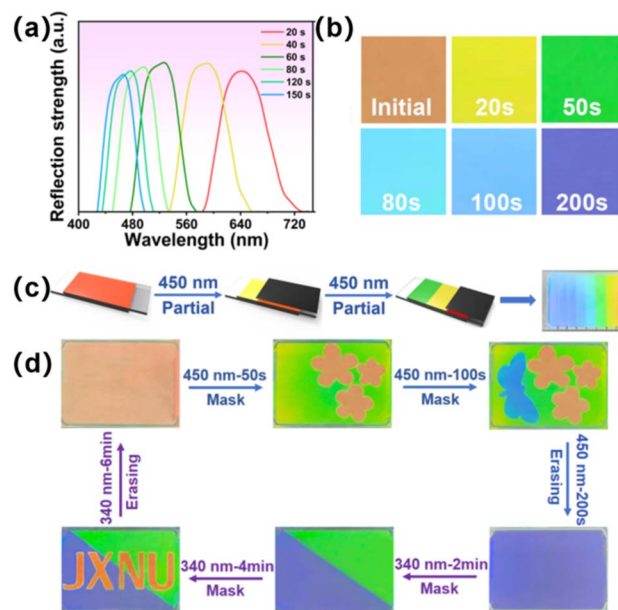 (a)
Reflection strength (a.u.)
20 s
40 s
60 s
80 s
120 s
150 s
400 480 560 640 720
Wavelength (nm)
(b)
Initial 20s 50s
80s 100s 200s
(c)
450 nm
Partial
450 nm
Partial
(d)
450 nm-50s
Mask
450 nm-100s
Mask
450 nm-200s
Erasing
340 nm-2min
Mask
340 nm-4min
Mask
JXNU
340 nm-6min
Erasing